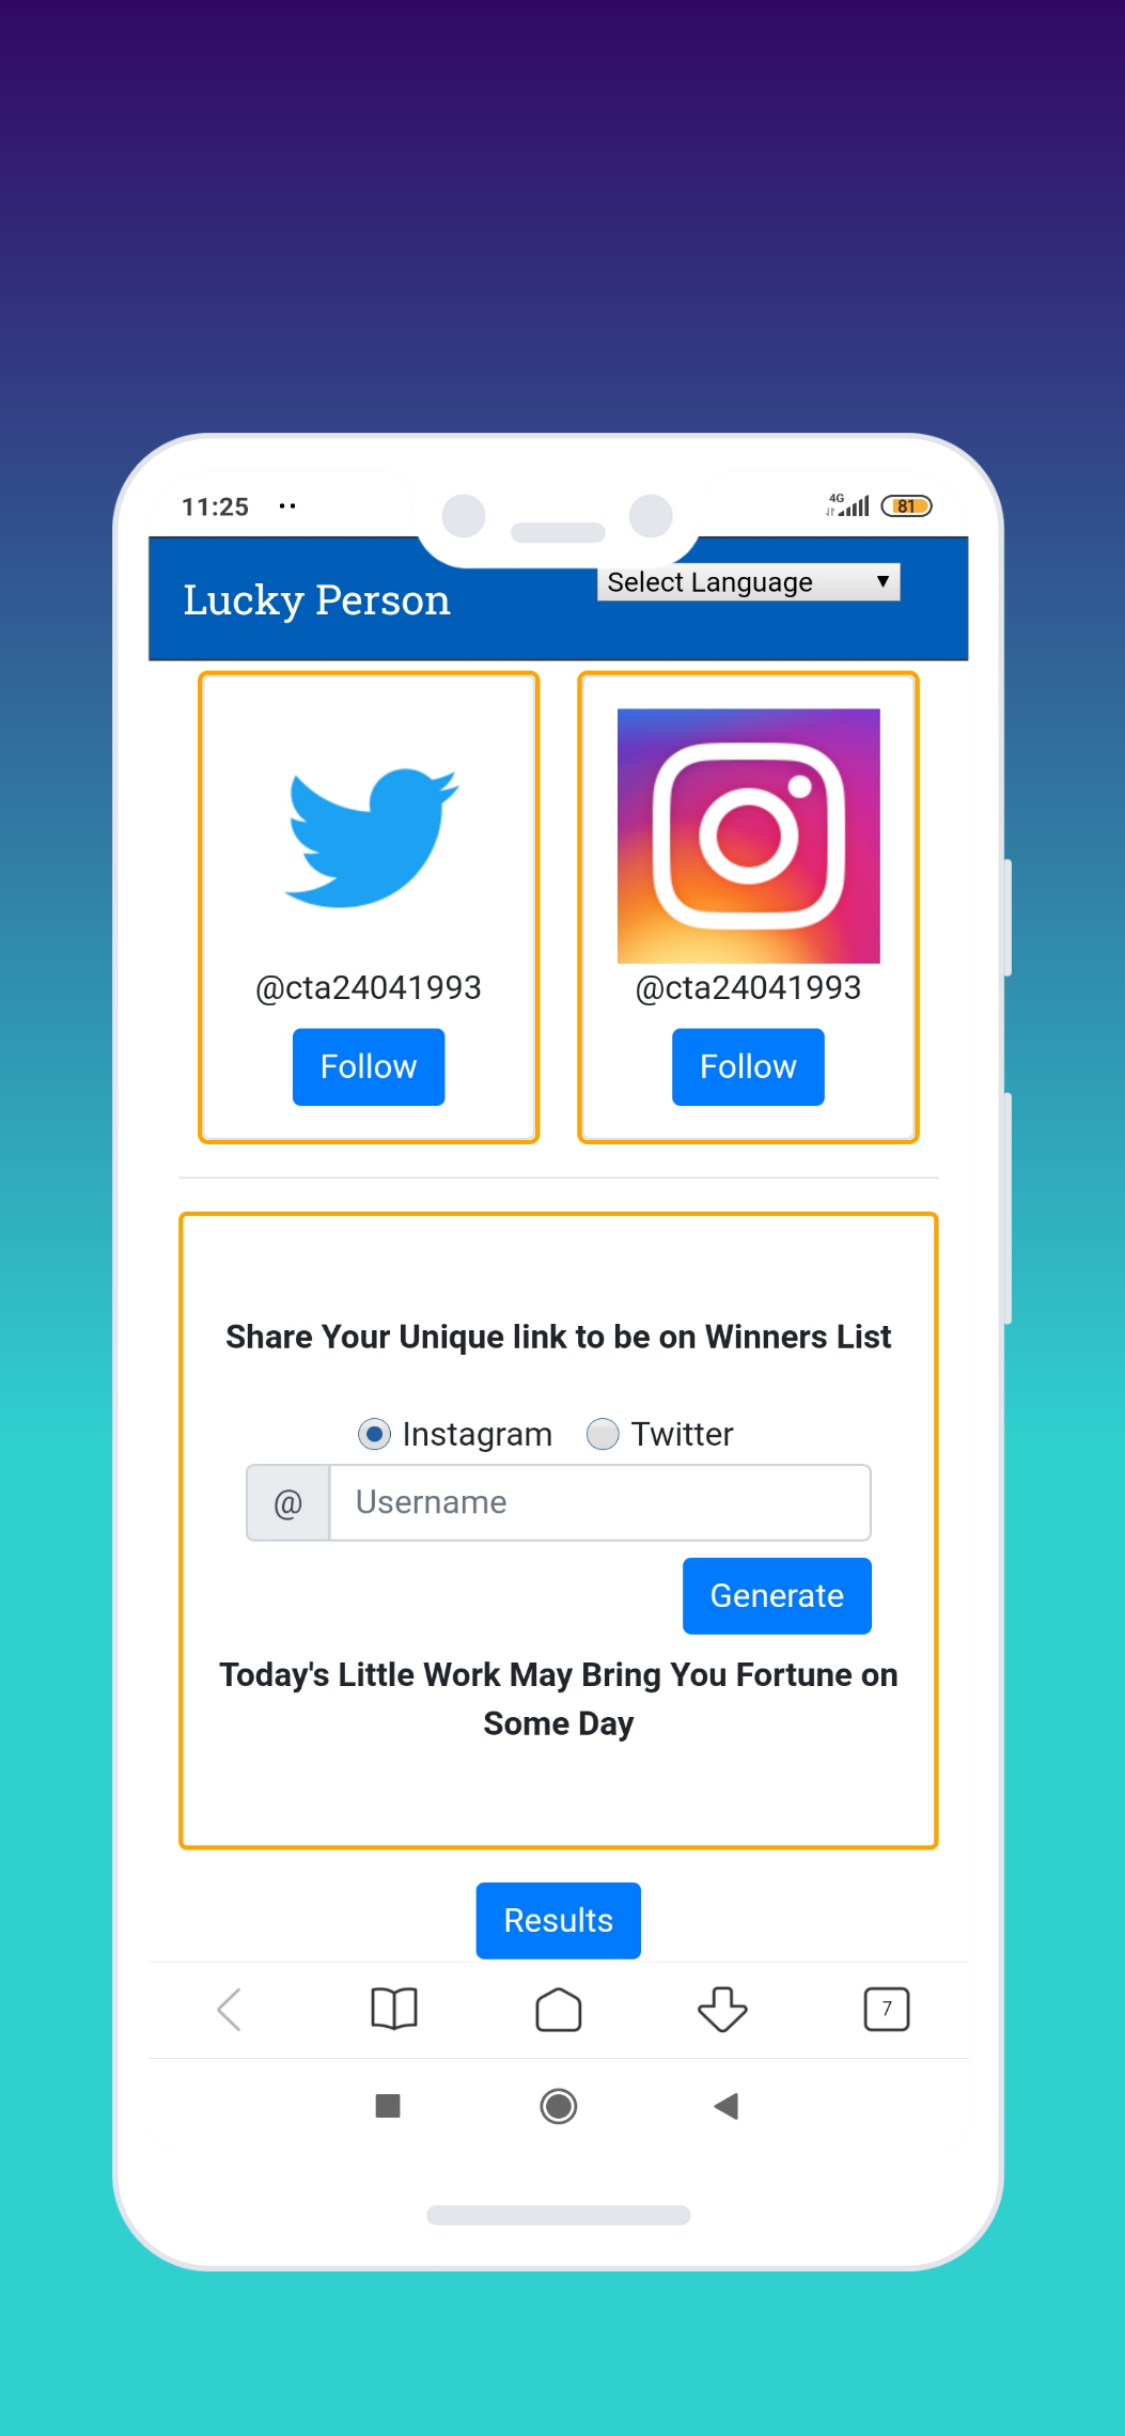 11:25
4G
81
Lucky Person
Select Language
@cta24041993
Follow
@cta24041993
Follow
Share Your Unique link to be on Winners List
Instagram
Twitter
@
Username
Generate
Today's Little Work May Bring You Fortune on
Some Day
Results
7